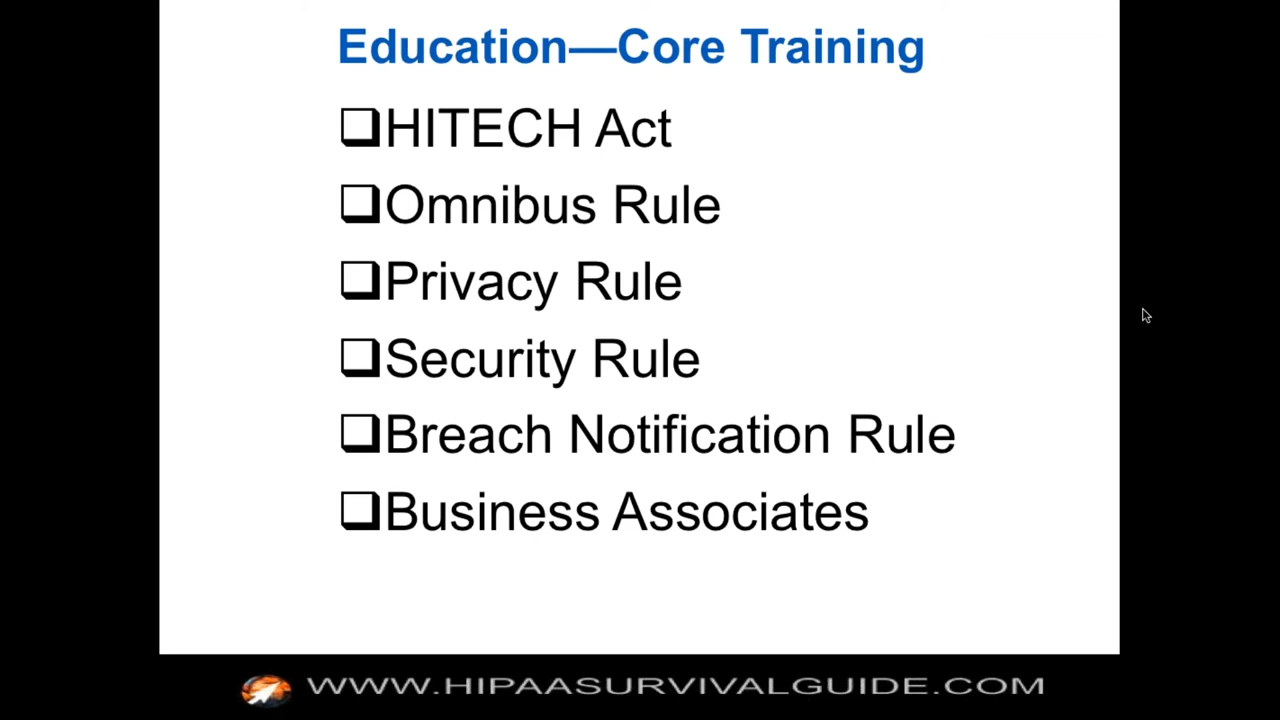 Education—Core Training
❑HITECH Act
❑Omnibus Rule
❑Privacy Rule
❑Security Rule
❑Breach Notification Rule
❑Business Associates
WWW.HIPAASURVIVALGUIDE.COM